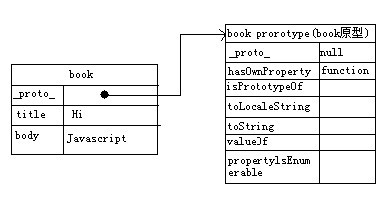 book prorotype(book原型)
_proto_ null
hasOwnProperty function
isPrototypeOf
toLocaleString
toString
valueOf
propertylsEnum
erable
book
_proto_
title Hi
body Javascript